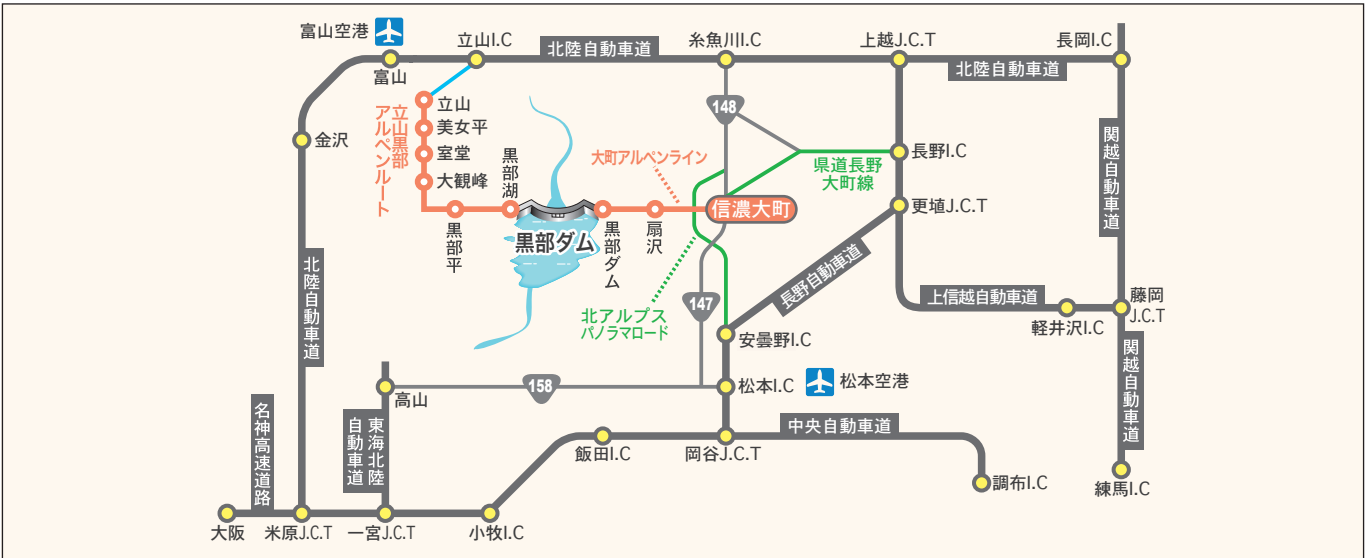 富山空港
立山I.C
北陸自動車道
糸魚川I.C
上越J.C.T
長岡I.C
富山
北陸自動車道
立山
148
立山黒部
アルペンルート
美女平
関越自動車道
金沢
室堂
黒部湖
大町アルペンライン
県道長野
大町線
長野I.C
大観峰
信濃大町
更埴J.C.T
黒部平
黒部ダム
黒部ダム
扇沢
北陸自動車道
長野自動車道
147
上信越自動車道
藤岡
J.C.T
北アルプス
パノラマロード
軽井沢I.C
安曇野I.C
関越自動車道
158
松本I.C
松本空港
高山
名神高速道路
東海北陸
自動車道
中央自動車道
飯田I.C
岡谷J.C.T
調布I.C
練馬I.C
大阪
米原J.C.T
一宮J.C.T
小牧I.C